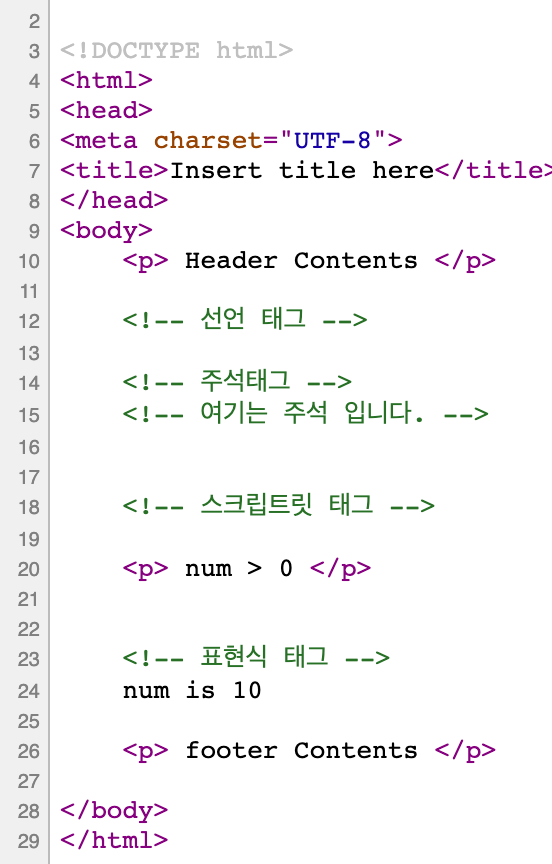 2
3 <!DOCTYPE html>
4 <html>
5 <head>
6 <meta charset="UTF-8">
7 <title>Insert title here</title>
8 </head>
9 <body>
10 <p> Header Contents </p>
11
12 <!-- 선언 태그 -->
13
14 <!-- 주석태그 -->
15 <!-- 여기는 주석 입니다. -->
16
17
18 <!-- 스크립트릿 태그 -->
19
20 <p> num > 0 </p>
21
22
23 <!-- 표현식 태그 -->
24 num is 10
25
26 <p> footer Contents </p>
27
28 </body>
29 </html>